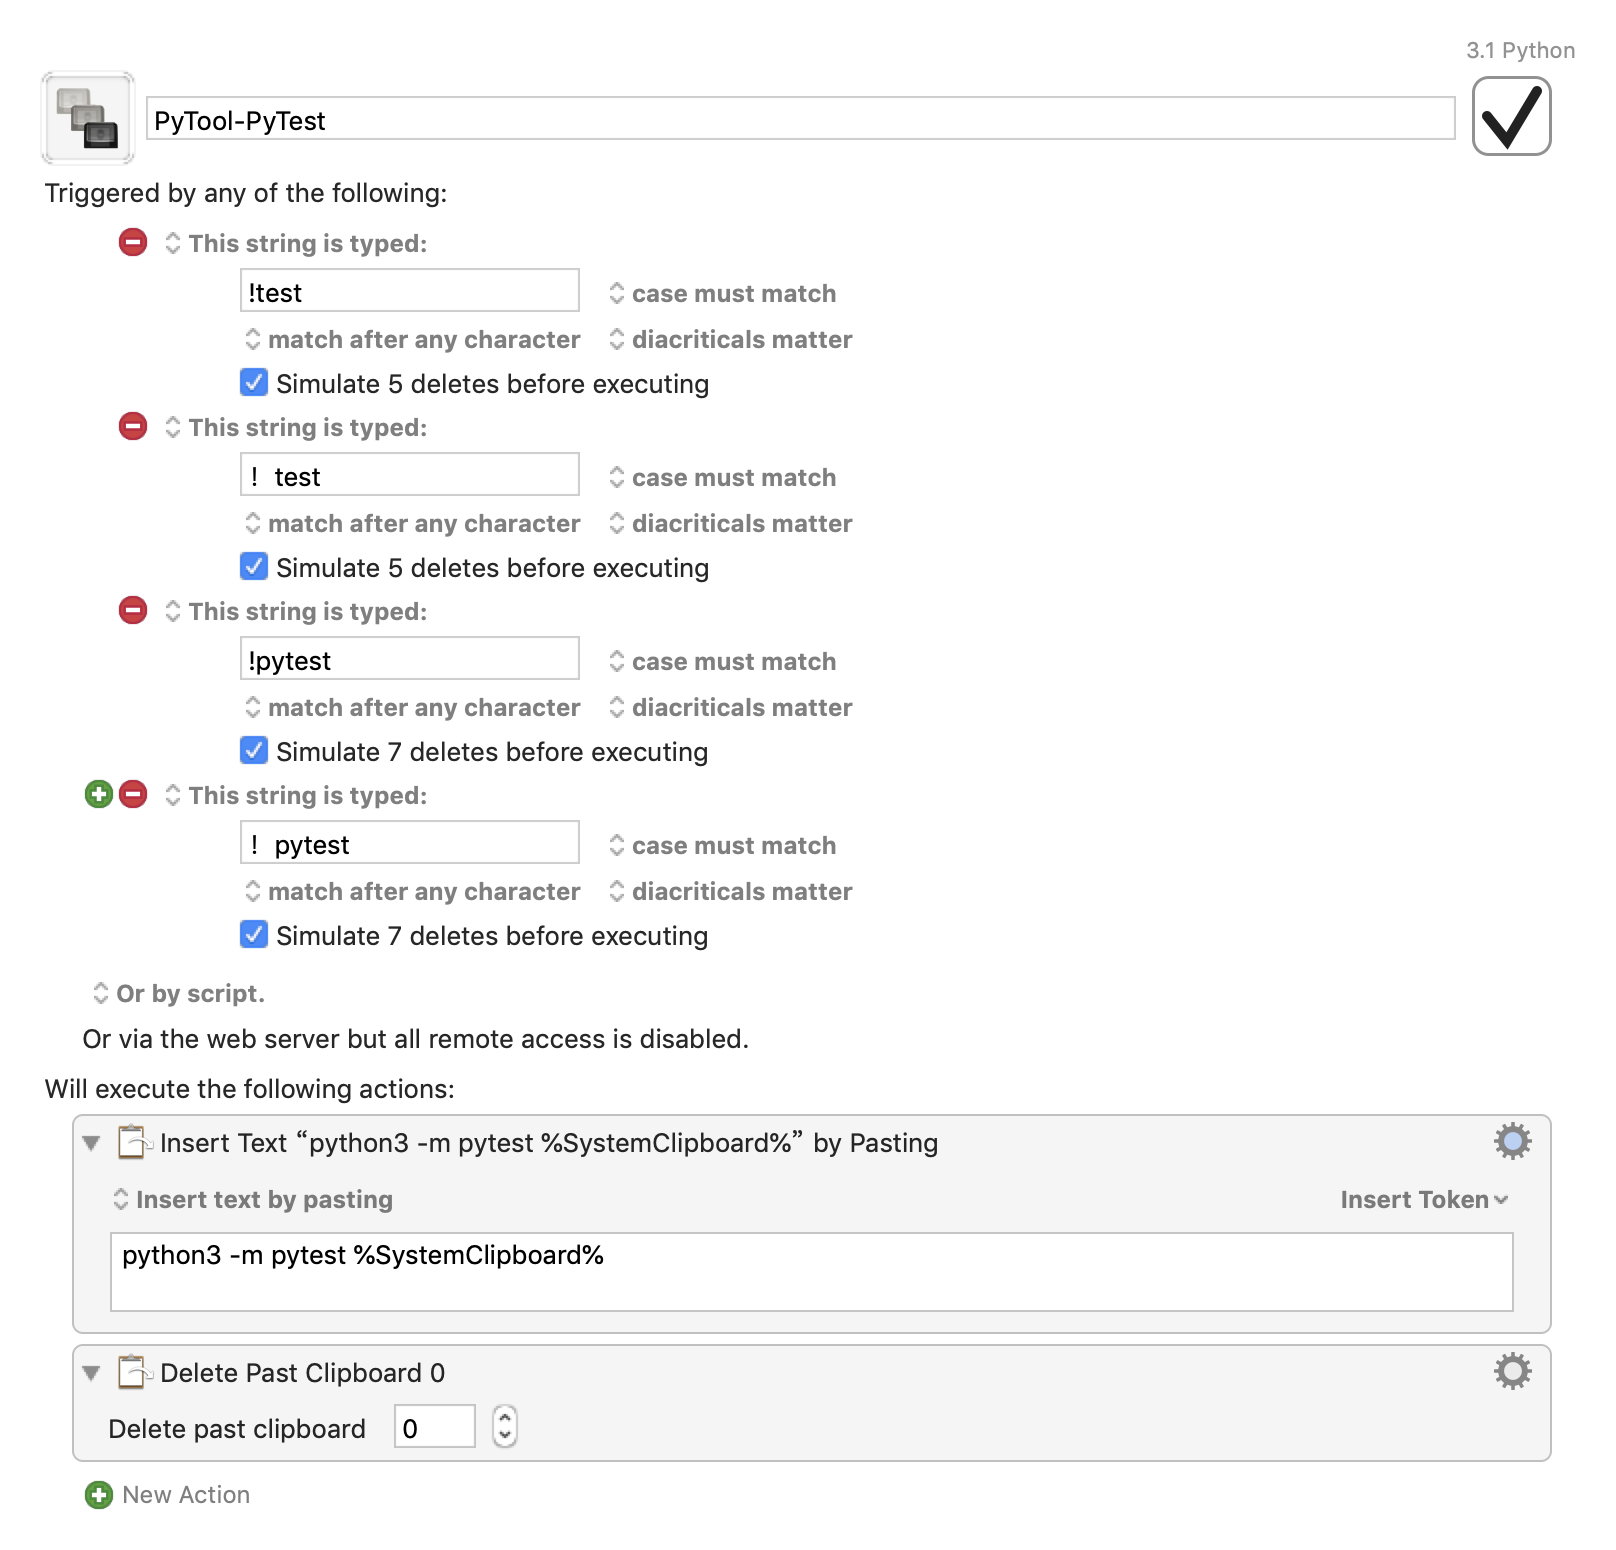 3.1 Python
PyTool-PyTest
Triggered by any of the following:
This string is typed:
!test
case must match
match after any character
diacriticals matter
Simulate 5 deletes before executing
This string is typed:
！test
case must match
match after any character
diacriticals matter
Simulate 5 deletes before executing
This string is typed:
!pytest
case must match
match after any character
diacriticals matter
Simulate 7 deletes before executing
This string is typed:
！pytest
case must match
match after any character
diacriticals matter
Simulate 7 deletes before executing
Or by script.
Or via the web server but all remote access is disabled.
Will execute the following actions:
Insert Text “python3 -m pytest %SystemClipboard%” by Pasting
Insert text by pasting
Insert Token
python3 -m pytest %SystemClipboard%
Delete Past Clipboard 0
Delete past clipboard 0
New Action